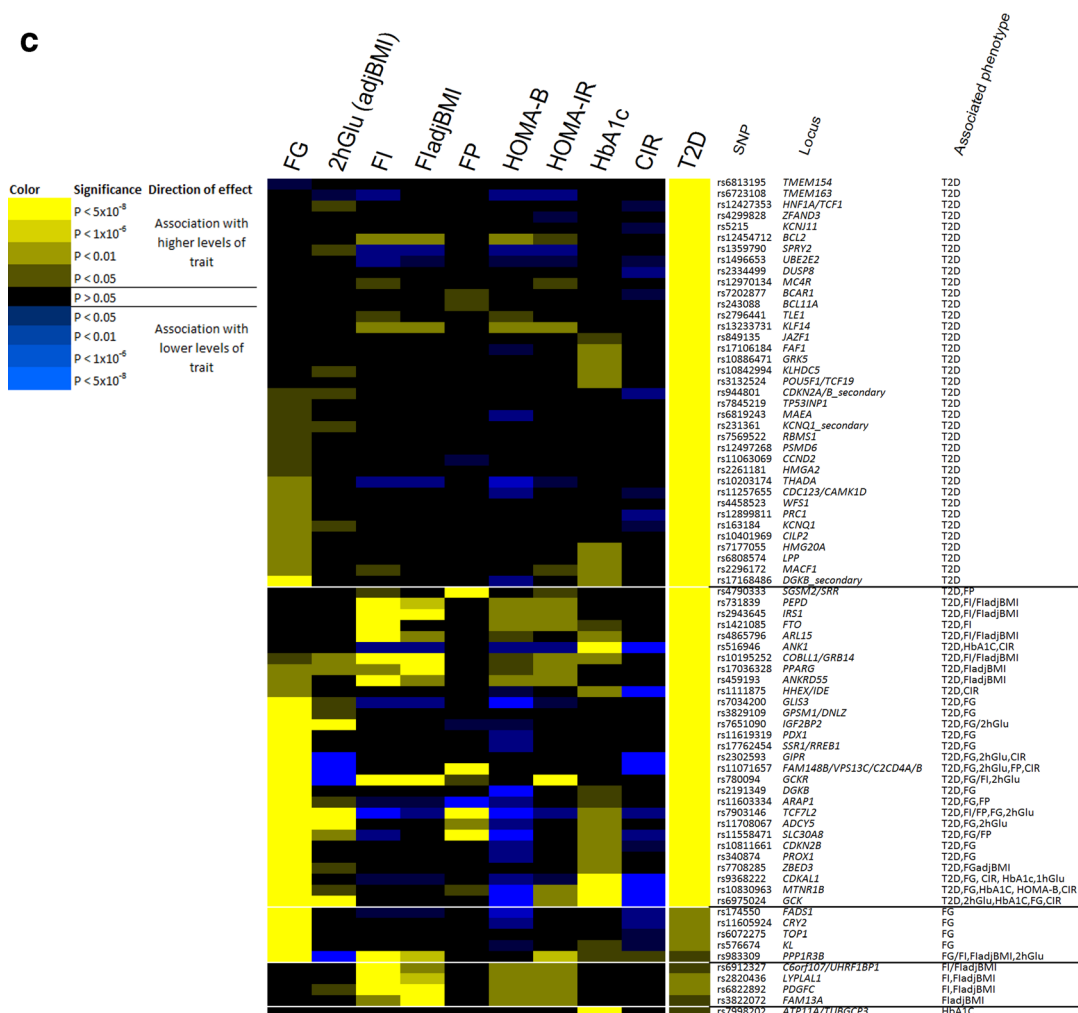 c
FG
2hGlu (adjBMI)
FI
FIadjBMI
FP
HOMA-B
HOMA-IR
HbA1c
CIR
T2D
SNP
Locus
Associated phenotype
Color Significance Direction of effect
P < 5x10⁻⁸
P < 1x10⁻⁶
P < 0.01
P < 0.05
Association with
higher levels of
trait
P > 0.05
P < 0.05
P < 0.01
P < 1x10⁻⁶
P < 5x10⁻⁸
Association with
lower levels of
trait
rs6813195 TMEM154 T2D
rs6723108 TMEM163 T2D
rs12427353 HNF1A/TCF1 T2D
rs4299828 ZFAND3 T2D
rs5215 KCNJ11 T2D
rs12454712 BCL2 T2D
rs1359790 SPRY2 T2D
rs1496653 UBE2E2 T2D
rs2334499 DUSP8 T2D
rs12970134 MC4R T2D
rs7202877 BCAR1 T2D
rs243088 BCL11A T2D
rs2796441 TLE1 T2D
rs13233731 KLF14 T2D
rs849135 JAZF1 T2D
rs17106184 FAF1 T2D
rs10886471 GRK5 T2D
rs10842994 KLHDC5 T2D
rs3132524 POU5F1/TCF19 T2D
rs944801 CDKN2A/B_secondary T2D
rs7845219 TP53INP1 T2D
rs6819243 MAEA T2D
rs231361 KCNQ1_secondary T2D
rs7569522 RBMS1 T2D
rs12497268 PSMD6 T2D
rs11063069 CCND2 T2D
rs2261181 HMGA2 T2D
rs10203174 THADA T2D
rs11257655 CDC123/CAMK1D T2D
rs4458523 WFS1 T2D
rs12899811 PRC1 T2D
rs163184 KCNQ1 T2D
rs10401969 CILP2 T2D
rs7177055 HMG20A T2D
rs6808574 LPP T2D
rs2296172 MACF1 T2D
rs17168486 DGKB_secondary T2D
rs4790333 SGSM2/SRR T2D,FP
rs731839 PEPD T2D,FI/FIadjBMI
rs2943645 IRS1 T2D,FI/FIadjBMI
rs1421085 FTO T2D,FI
rs4865796 ARL15 T2D,FI/FIadjBMI
rs516946 ANK1 T2D,HbA1C,CIR
rs10195252 COBLL1/GRB14 T2D,FI/FIadjBMI
rs17036328 PPARG T2D,FIadjBMI
rs459193 ANKRD55 T2D,FIadjBMI
rs1111875 HHEX/IDE T2D,CIR
rs7034200 GLIS3 T2D,FG
rs3829109 GPSM1/DNLZ T2D,FG
rs7651090 IGF2BP2 T2D,FG/2hGlu
rs11619319 PDX1 T2D,FG
rs17762454 SSR1/RREB1 T2D,FG
rs2302593 GIPR T2D,FG,2hGlu,CIR
rs11071657 FAM148B/VPS13C/C2CD4A/B T2D,FG,2hGlu,FP,CIR
rs780094 GCKR T2D,FG/FI,2hGlu
rs2191349 DGKB T2D,FG
rs11603334 ARAP1 T2D,FG,FP
rs7903146 TCF7L2 T2D,FI/FP,FG,2hGlu
rs11708067 ADCY5 T2D,FG,2hGlu
rs11558471 SLC30A8 T2D,FG/FP
rs10811661 CDKN2B T2D,FG
rs340874 PROX1 T2D,FG
rs7708285 ZBED3 T2D,FGadjBMI
rs9368222 CDKAL1 T2D,FG, CIR, HbA1c,1hGlu
rs10830963 MTNR1B T2D,FG,HbA1C, HOMA-B,CIR
rs6975024 GCK T2D,2hGlu,HbA1C,FG,CIR
rs174550 FADS1 FG
rs11605924 CRY2 FG
rs6072275 TOP1 FG
rs576674 KL FG
rs983309 PPP1R3B FG/FI,FIadjBMI,2hGlu
rs6912327 C6orf107/UHRF1BP1 FI/FIadjBMI
rs2820436 LYPLAL1 FI,FIadjBMI
rs6822892 PDGFC FI,FIadjBMI
rs3822072 FAM13A FIadjBMI
rs7998202 ATP11A/TUBGCP3 HbA1C